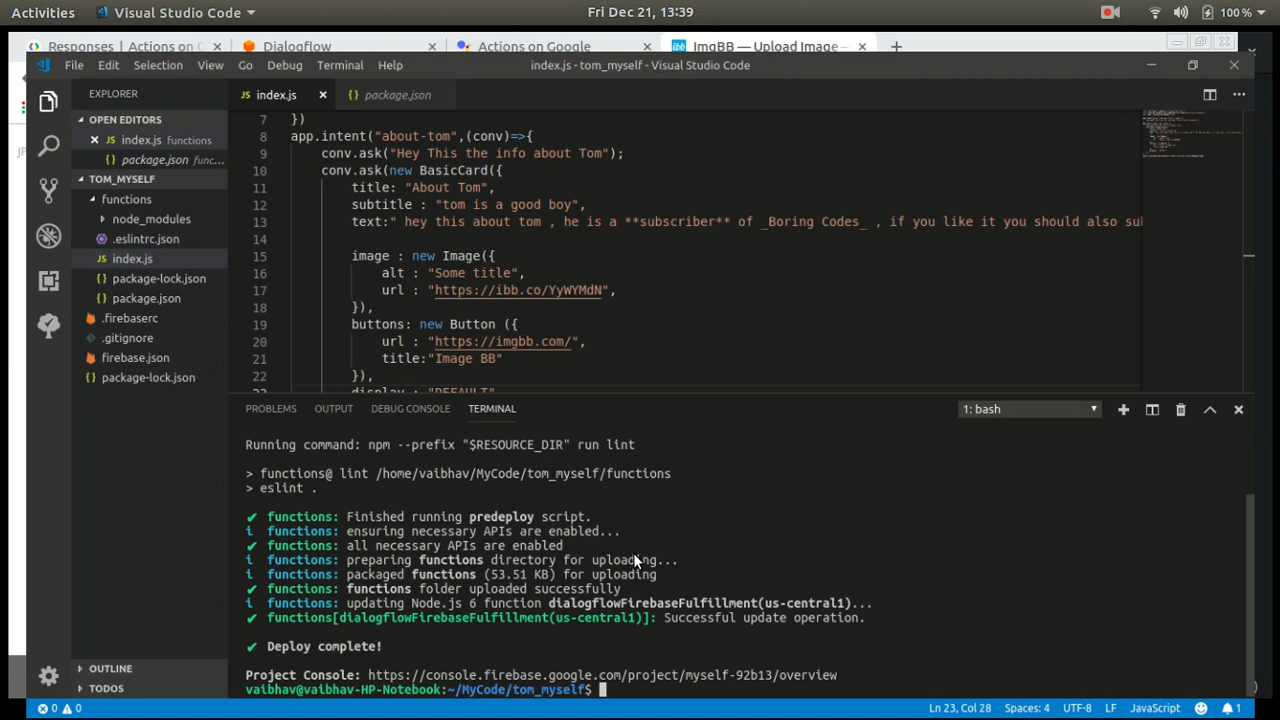 Activities
Visual Studio Code
Fri Dec 21, 13:39
100 %
Responses | Actions on G
Dialogflow
Actions on Google
ImgBB — Upload Image
File Edit Selection View Go Debug Terminal Help
index.js - tom_myself - Visual Studio Code
EXPLORER
OPEN EDITORS
index.js functions
package.json func...
TOM_MYSELF
functions
node_modules
.eslintrc.json
index.js
package-lock.json
package.json
.firebaserc
.gitignore
firebase.json
package-lock.json
OUTLINE
TODOS
index.js
package.json
7 })
8 app.intent("about-tom",(conv)=>{
9 conv.ask("Hey This the info about Tom");
10 conv.ask(new BasicCard({
11 title: "About Tom",
12 subtitle : "tom is a good boy",
13 text:" hey this about tom , he is a **subscriber** of _Boring Codes_ , if you like it you should also sub
14
15 image : new Image({
16 alt : "Some title",
17 url : "https://ibb.co/YyWYMdN",
18 }),
19 buttons: new Button ({
20 url : "https://imgbb.com/",
21 title:"Image BB"
22 }),
23 display : "DEFAULT"
PROBLEMS OUTPUT DEBUG CONSOLE TERMINAL
1: bash
Running command: npm --prefix "$RESOURCE_DIR" run lint
> functions@ lint /home/vaibhav/MyCode/tom_myself/functions
> eslint .
✔ functions: Finished running predeploy script.
i functions: ensuring necessary APIs are enabled...
✔ functions: all necessary APIs are enabled
i functions: preparing functions directory for uploading...
i functions: packaged functions (53.51 KB) for uploading
✔ functions: functions folder uploaded successfully
i functions: updating Node.js 6 function dialogflowFirebaseFulfillment(us-central1)...
✔ functions[dialogflowFirebaseFulfillment(us-central1)]: Successful update operation.
✔ Deploy complete!
Project Console: https://console.firebase.google.com/project/myself-92b13/overview
vaibhav@vaibhav-HP-Notebook:~/MyCode/tom_myself$
0 0
Ln 23, Col 28 Spaces: 4 UTF-8 LF JavaScript 1